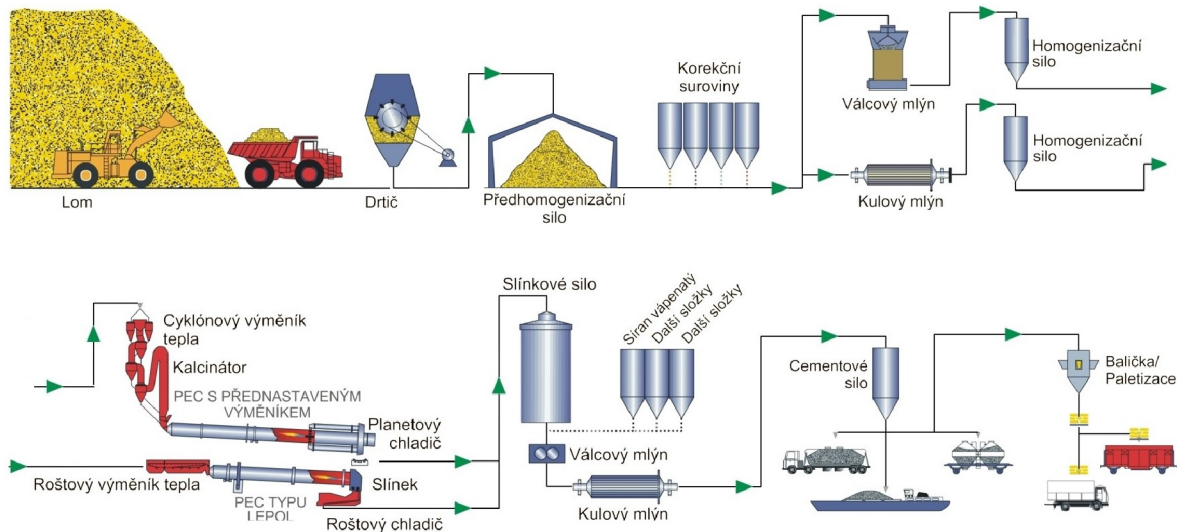 Lom
Drtič
Předhomogenizační
silo
Korekční
suroviny
Válcový mlýn
Homogenizační
silo
Kulový mlýn
Homogenizační
silo
Cyklónový výměník
tepla
Kalcinátor
PEC S PŘEDNASTAVENÝM
VÝMĚNÍKEM
Planetový
chladič
Roštový výměník tepla
PEC TYPU
LEPOL
Slínek
Roštový chladič
Slínkové silo
Síran vápenatý
Další složky
Další složky
Válcový mlýn
Kulový mlýn
Cementové
silo
Balička/
Paletizace